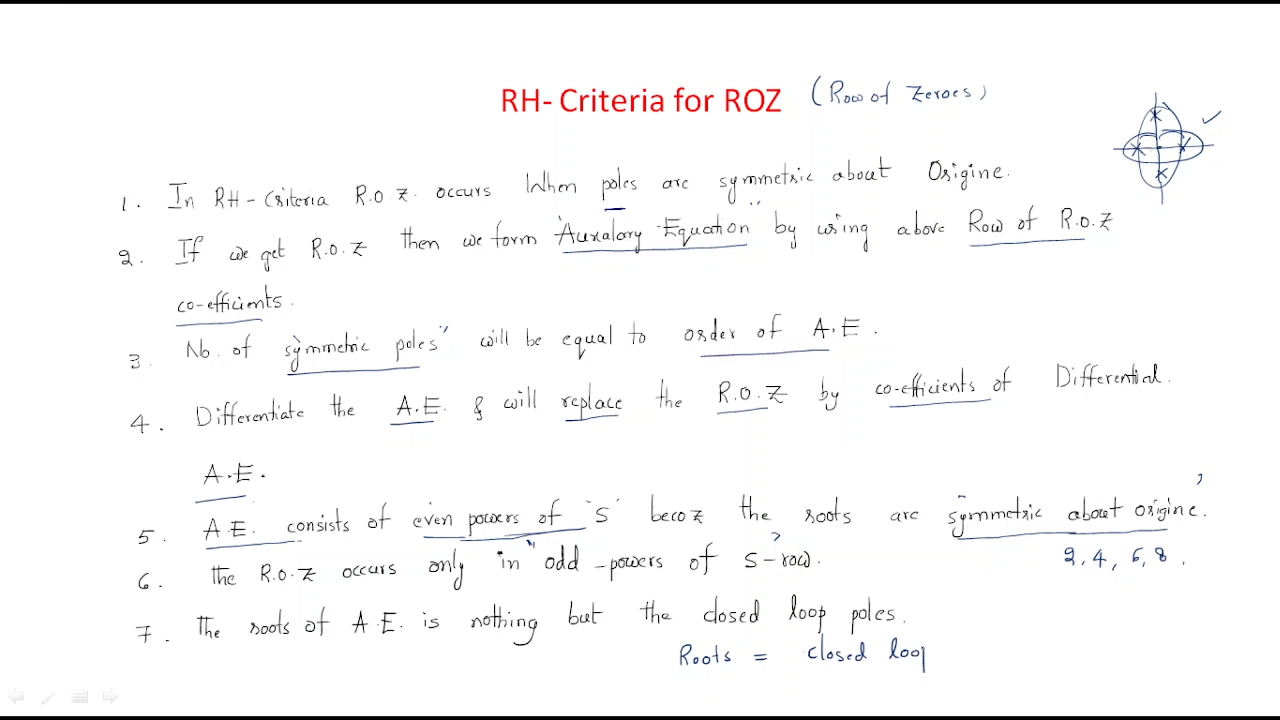 RH- Criteria for ROZ (Row of Zeroes)
1. In RH-Criteria R.O.Z. occurs When poles are symmetric about Origine.
2. If we get R.O.Z then we form "Auxalary Equation" by using above Row of R.O.Z
co-efficients.
3. No. of symmetric poles" will be equal to order of A.E.
4. Differentiate the A.E. & will replace the R.O.Z by co-efficients of Differential.
A.E.
5. A.E. consists of even powers of "S" becoz the roots are symmetric about origine.
2, 4, 6, 8.
6. the R.O.Z occurs only in "odd-powers of S-row.
7. The roots of A.E. is nothing but the closed loop poles.
Roots = closed loop